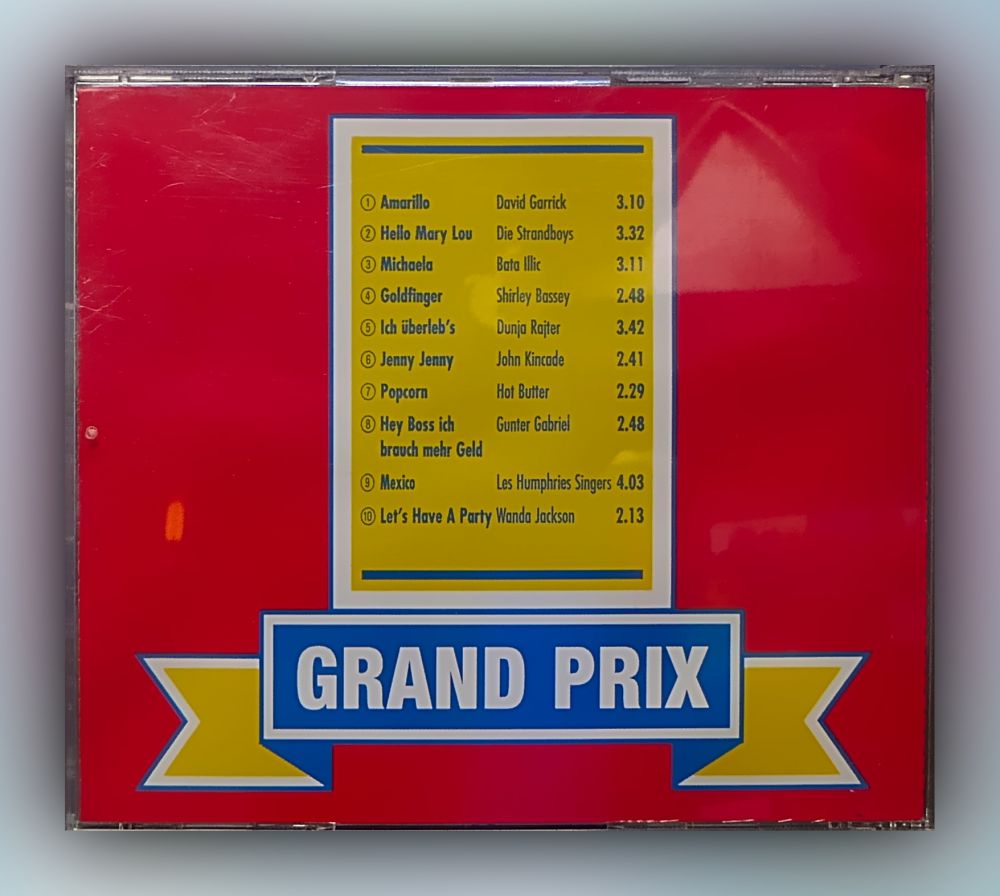 ① Amarillo David Garrick 3.10
② Hello Mary Lou Die Strandboys 3.32
③ Michaela Bata Illic 3.11
④ Goldfinger Shirley Bassey 2.48
⑤ Ich überleb's Dunja Rajter 3.42
⑥ Jenny Jenny John Kincade 2.41
⑦ Popcorn Hot Butter 2.29
⑧ Hey Boss ich Gunter Gabriel 2.48
brauch mehr Geld
⑨ Mexico Les Humphries Singers 4.03
⑩ Let's Have A Party Wanda Jackson 2.13
GRAND PRIX